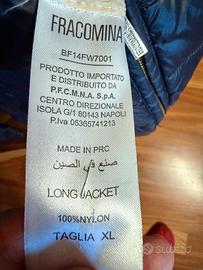 FRACOMINA
BF14FW7001
PRODOTTO IMPORTATO
E DISTRIBUITO DA
P.F.C.M.N.A. S.P.A.
CENTRO DIREZIONALE
ISOLA G/1 80143 NAPOLI
P.Iva 05365741213
MADE IN PRC
صنع في الصين
LONG JACKET
100%NYLON
TAGLIA XL
subito